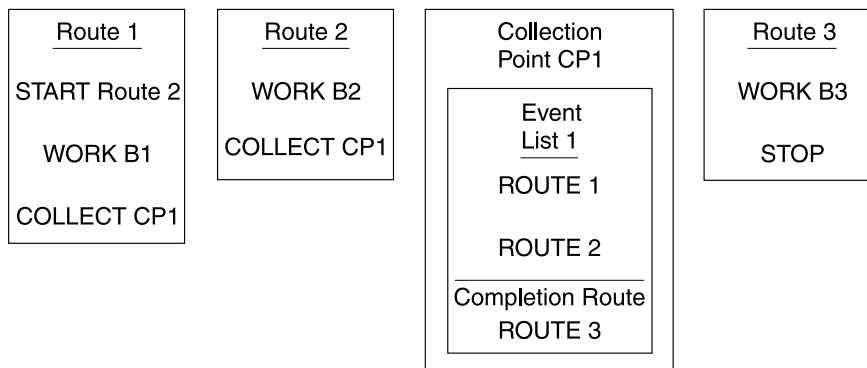 Route 1
START Route 2
WORK B1
COLLECT CP1
Route 2
WORK B2
COLLECT CP1
Collection
Point CP1
Event
List 1
ROUTE 1
ROUTE 2
Completion Route
ROUTE 3
Route 3
WORK B3
STOP